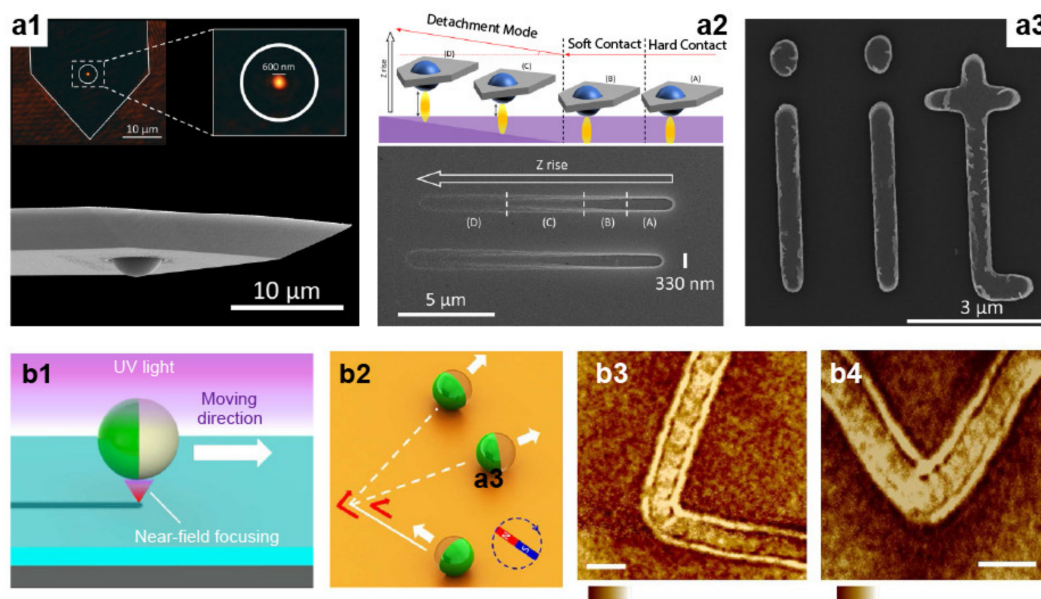 a1
600 nm
10 µm
10 µm
a2
Detachment Mode
Soft Contact
Hard Contact
Z rise
(D)
(C)
(B)
(A)
Z rise
(D)
(C)
(B)
(A)
5 µm
330 nm
a3
3 µm
b1
UV light
Moving
direction
Near-field focusing
b2
a3
N
S
b3
b4